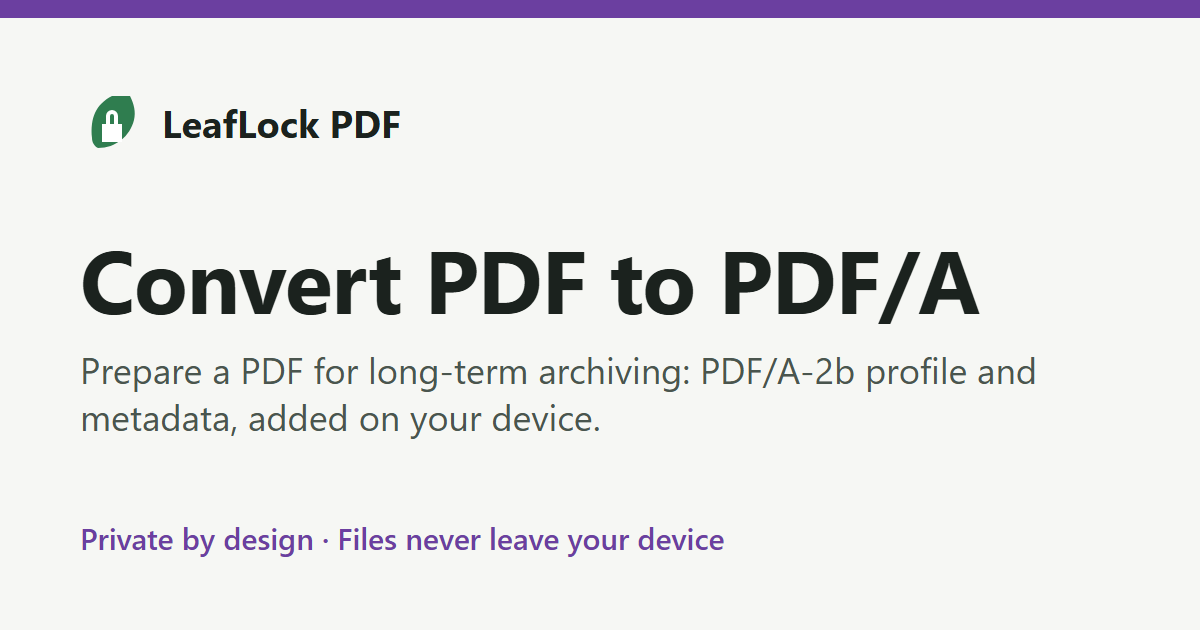 LeafLock PDF
Convert PDF to PDF/A
Prepare a PDF for long-term archiving: PDF/A-2b profile and
metadata, added on your device.
Private by design · Files never leave your device